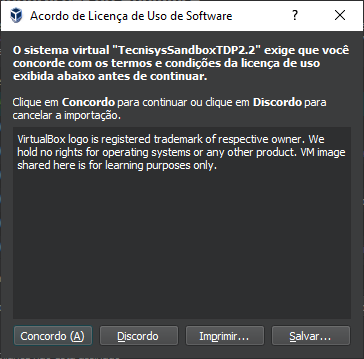 Acordo de Licença de Uso de Software
O sistema virtual "TecnisysSandboxTDP2.2" exige que você
concorde com os termos e condições da licença de uso
exibida abaixo antes de continuar.
Clique em Concordo para continuar ou clique em Discordo para
cancelar a importação.
VirtualBox logo is registered trademark of respective owner. We
hold no rights for operating systems or any other product. VM image
shared here is for learning purposes only.
Concordo (A) Discordo Imprimir... Salvar...